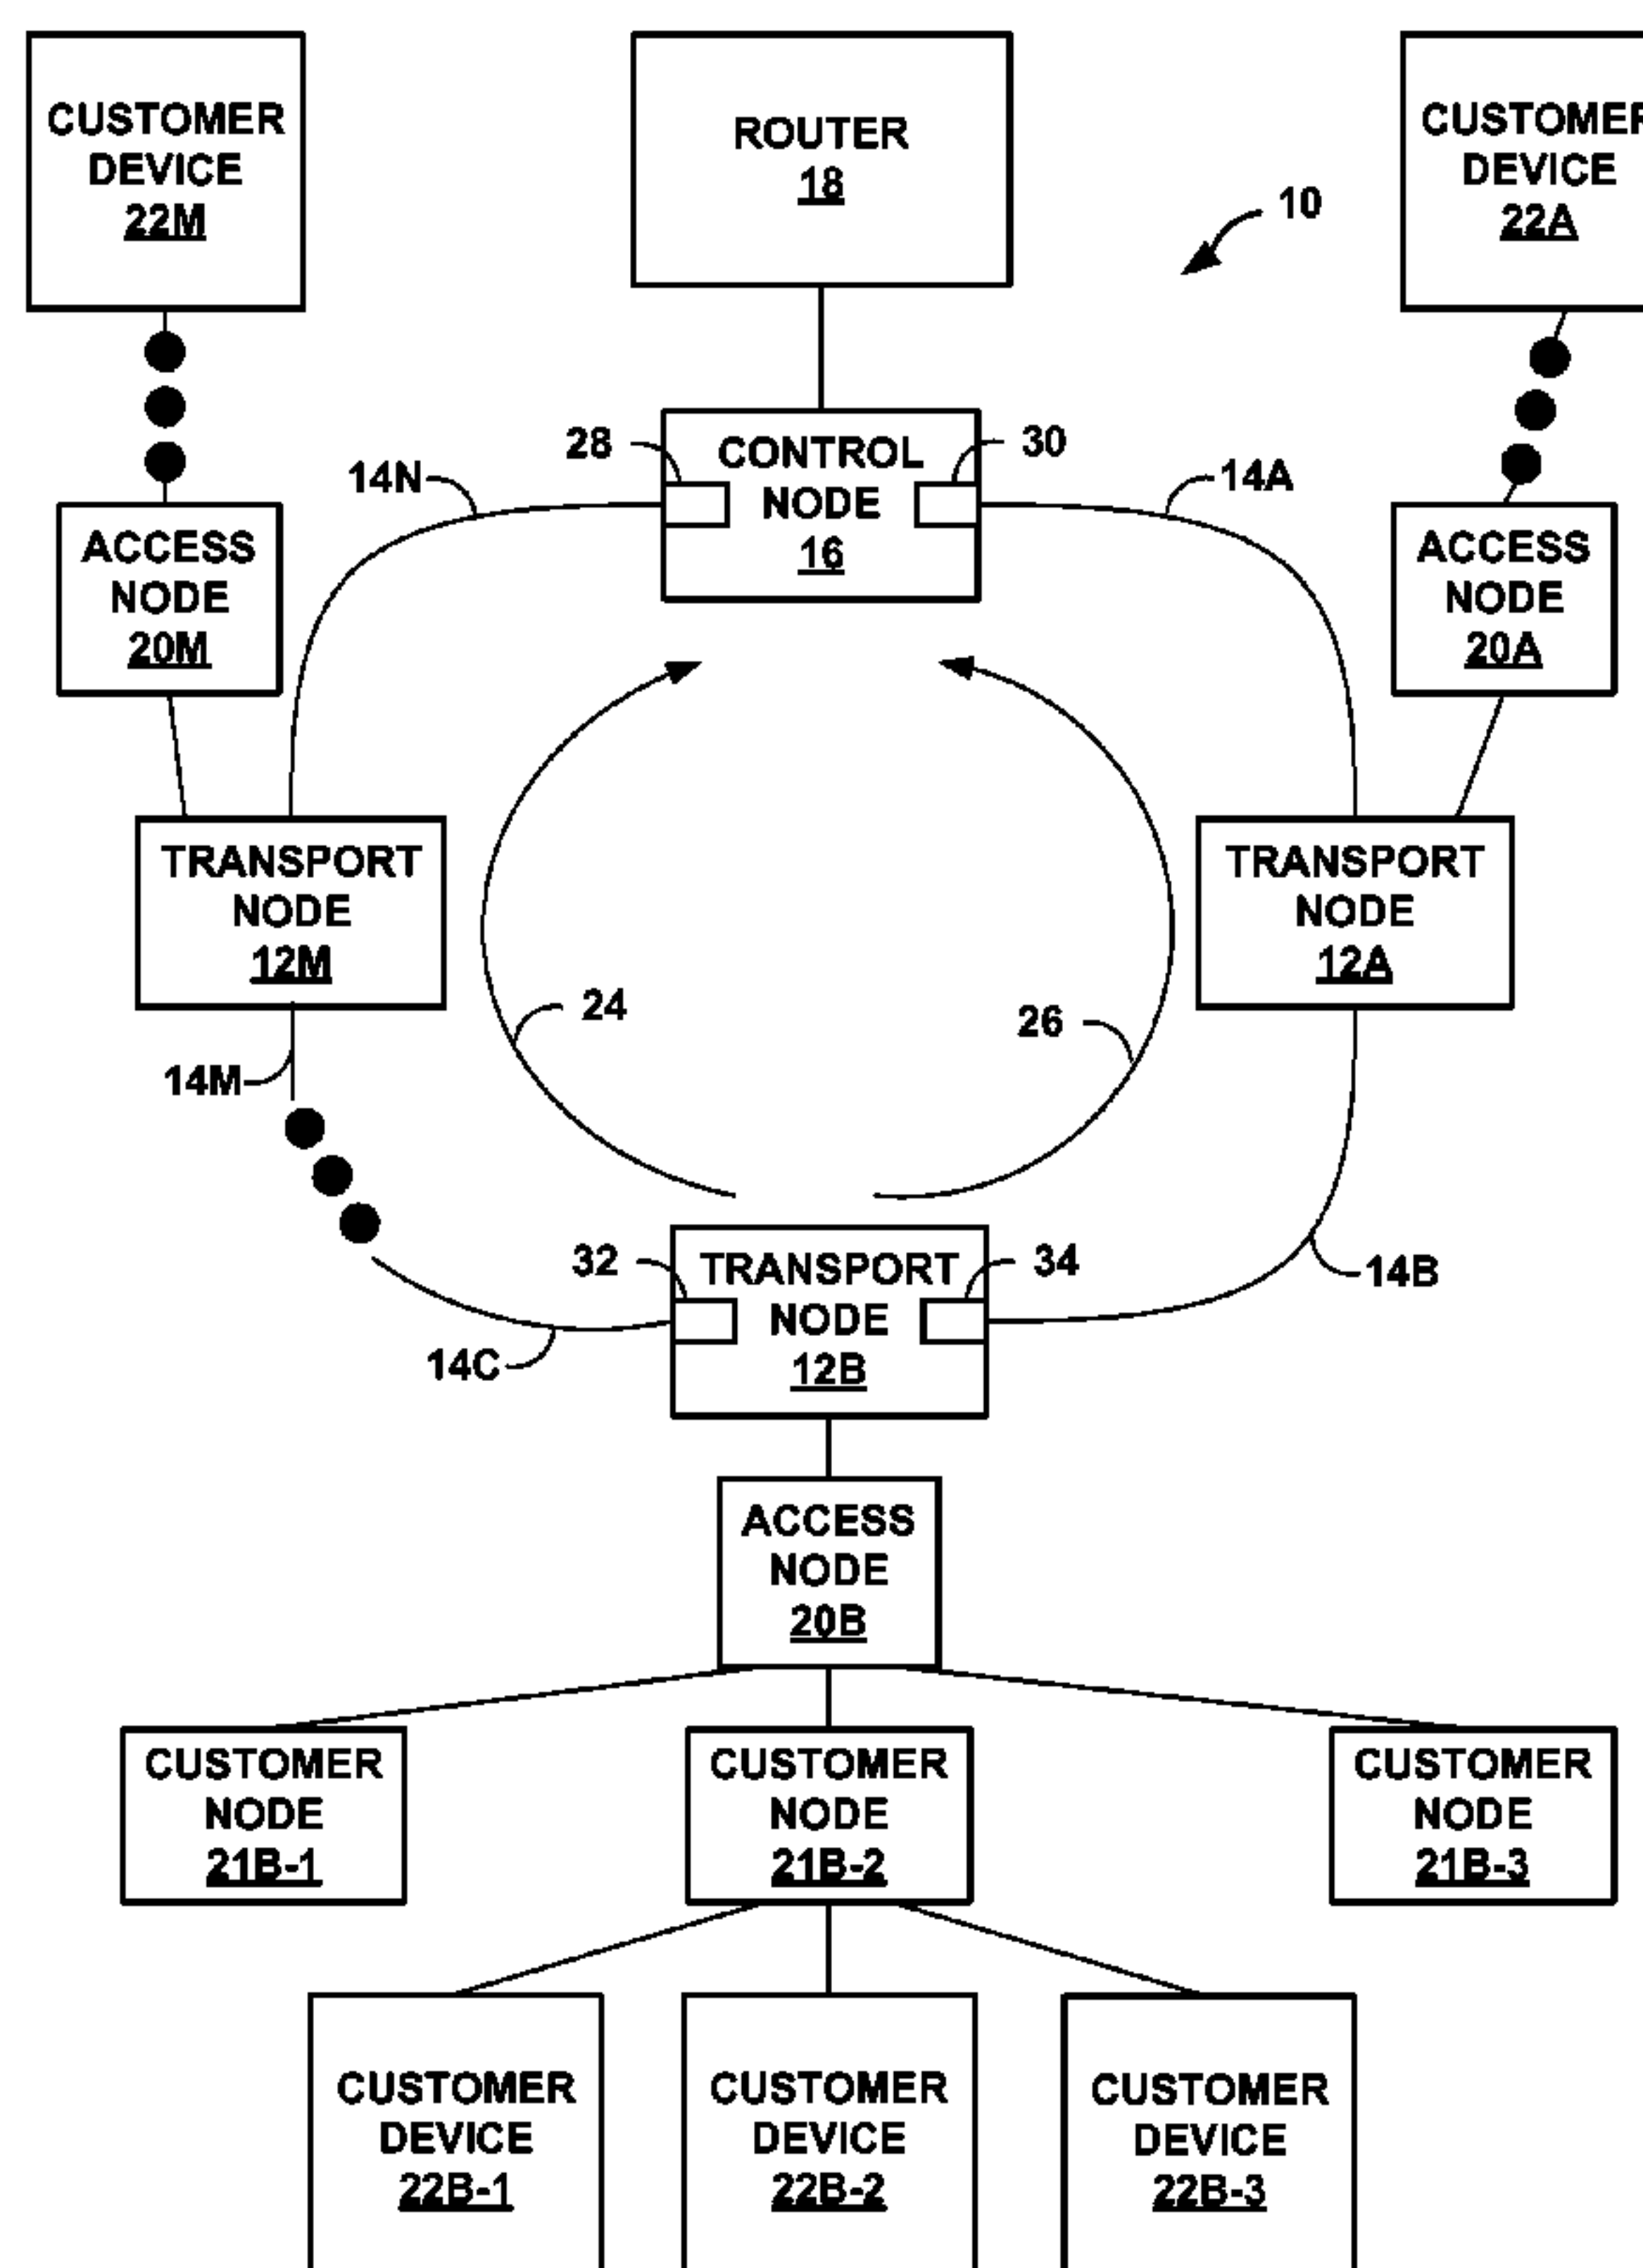 CUSTOMER
DEVICE
22M
ROUTER
18
10
CUSTOMER
DEVICE
22A
28
CONTROL
NODE
16
30
14N
14A
ACCESS
NODE
20M
ACCESS
NODE
20A
TRANSPORT
NODE
12M
TRANSPORT
NODE
12A
24
26
14M
32
TRANSPORT
NODE
12B
34
14B
14C
ACCESS
NODE
20B
CUSTOMER
NODE
21B-1
CUSTOMER
NODE
21B-2
CUSTOMER
NODE
21B-3
CUSTOMER
DEVICE
22B-1
CUSTOMER
DEVICE
22B-2
CUSTOMER
DEVICE
22B-3